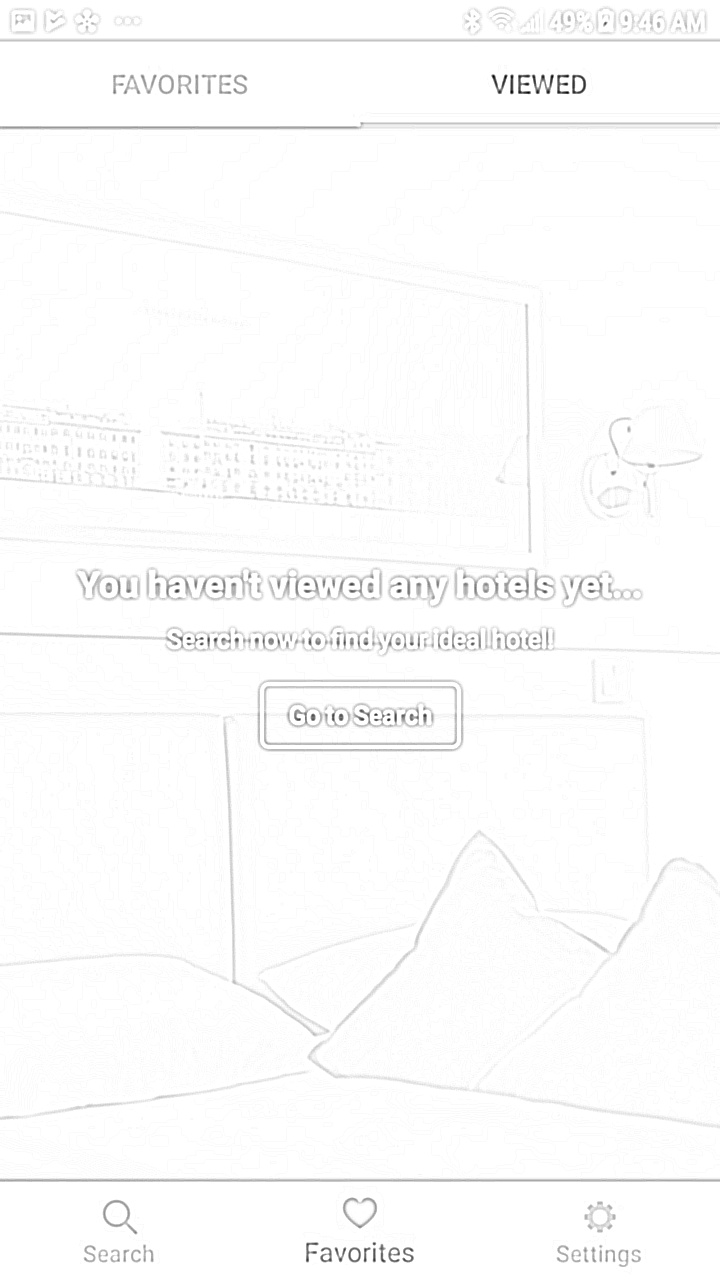 49% 9:46 AM
FAVORITES VIEWED
You haven't viewed any hotels yet...
Search now to find your ideal hotel!
Go to Search
Search Favorites Settings